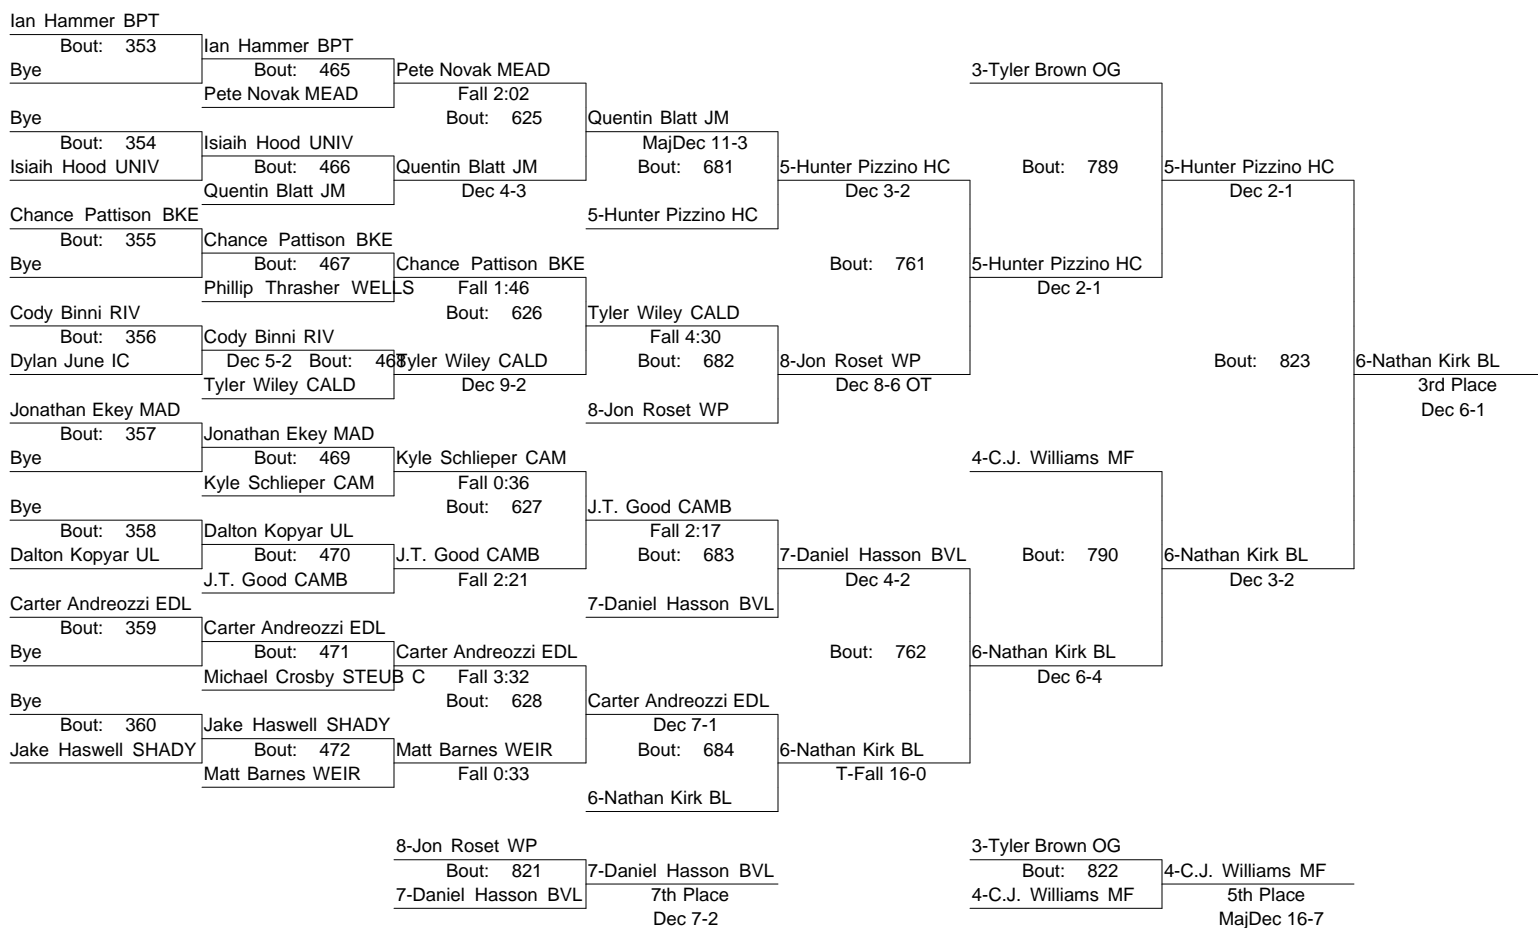 Ian Hammer BPT
Bout: 353
Ian Hammer BPT
Bye
Bout: 465
Pete Novak MEAD
3-Tyler Brown OG
Pete Novak MEAD
Fall 2:02
Bye
Bout: 625
Quentin Blatt JM
Bout: 354
Isiaih Hood UNIV
MajDec 11-3
Isiaih Hood UNIV
Bout: 466
Quentin Blatt JM
Bout: 681
5-Hunter Pizzino HC
Bout: 789
5-Hunter Pizzino HC
Quentin Blatt JM
Dec 4-3
Dec 3-2
Dec 2-1
Chance Pattison BKE
5-Hunter Pizzino HC
Bout: 355
Chance Pattison BKE
Bye
Bout: 467
Chance Pattison BKE
Bout: 761
5-Hunter Pizzino HC
Phillip Thrasher WELLS
Fall 1:46
Dec 2-1
Cody Binni RIV
Bout: 626
Tyler Wiley CALD
Bout: 356
Cody Binni RIV
Fall 4:30
Dylan June IC
Dec 5-2 Bout: 468
Tyler Wiley CALD
Bout: 682
8-Jon Roset WP
Bout: 823
6-Nathan Kirk BL
Tyler Wiley CALD
Dec 9-2
Dec 8-6 OT
3rd Place
Jonathan Ekey MAD
8-Jon Roset WP
Dec 6-1
Bout: 357
Jonathan Ekey MAD
Bye
Bout: 469
Kyle Schlieper CAM
4-C.J. Williams MF
Kyle Schlieper CAM
Fall 0:36
Bye
Bout: 627
J.T. Good CAMB
Bout: 358
Dalton Kopyar UL
Fall 2:17
Dalton Kopyar UL
Bout: 470
J.T. Good CAMB
Bout: 683
7-Daniel Hasson BVL
Bout: 790
6-Nathan Kirk BL
J.T. Good CAMB
Fall 2:21
Dec 4-2
Dec 3-2
Carter Andreozzi EDL
7-Daniel Hasson BVL
Bout: 359
Carter Andreozzi EDL
Bye
Bout: 471
Carter Andreozzi EDL
Bout: 762
6-Nathan Kirk BL
Michael Crosby STEUB C
Fall 3:32
Dec 6-4
Bye
Bout: 628
Carter Andreozzi EDL
Bout: 360
Jake Haswell SHADY
Dec 7-1
Jake Haswell SHADY
Bout: 472
Matt Barnes WEIR
Bout: 684
6-Nathan Kirk BL
Matt Barnes WEIR
Fall 0:33
T-Fall 16-0
6-Nathan Kirk BL
8-Jon Roset WP
3-Tyler Brown OG
Bout: 821
7-Daniel Hasson BVL
Bout: 822
4-C.J. Williams MF
7-Daniel Hasson BVL
7th Place
4-C.J. Williams MF
5th Place
Dec 7-2
MajDec 16-7